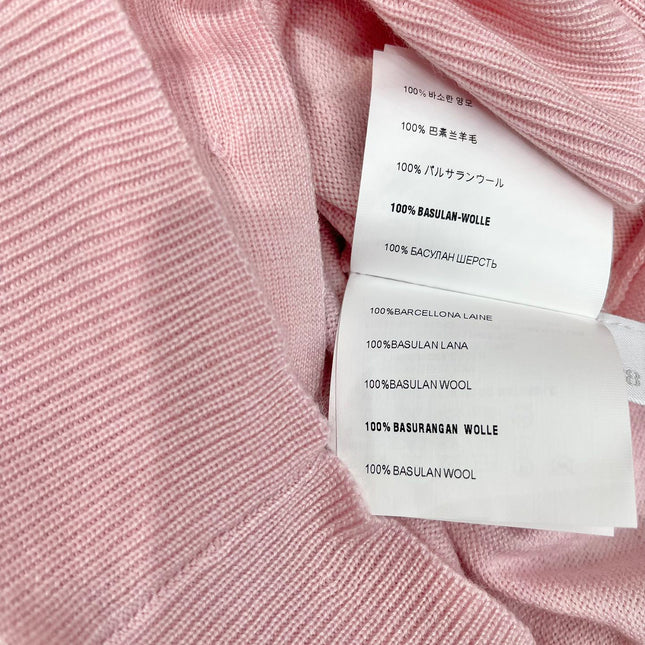 100% 바소란 양모
100% 巴素兰羊毛
100% バルサランウール
100% BASULAN-WOLLE
100% БАСУЛАН ШЕРСТЬ
100%BARCELLONA LAINE
100%BASULAN LANA
100%BASULAN WOOL
100% BASURANGAN WOLLE
100%BASULAN WOOL